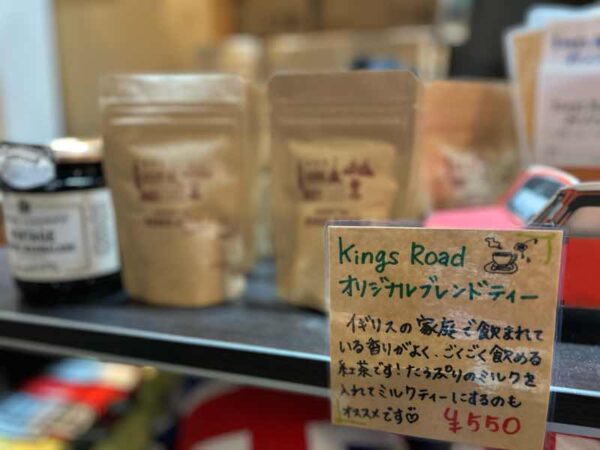 Kings Road
オリジナルブレンドティー
イギリスの家庭で飲まれて
いる香りがよく、ごくごく飲める
紅茶です!たっぷりのミルクを
入れてミルクティーにするのも
オススメです♡ ¥550